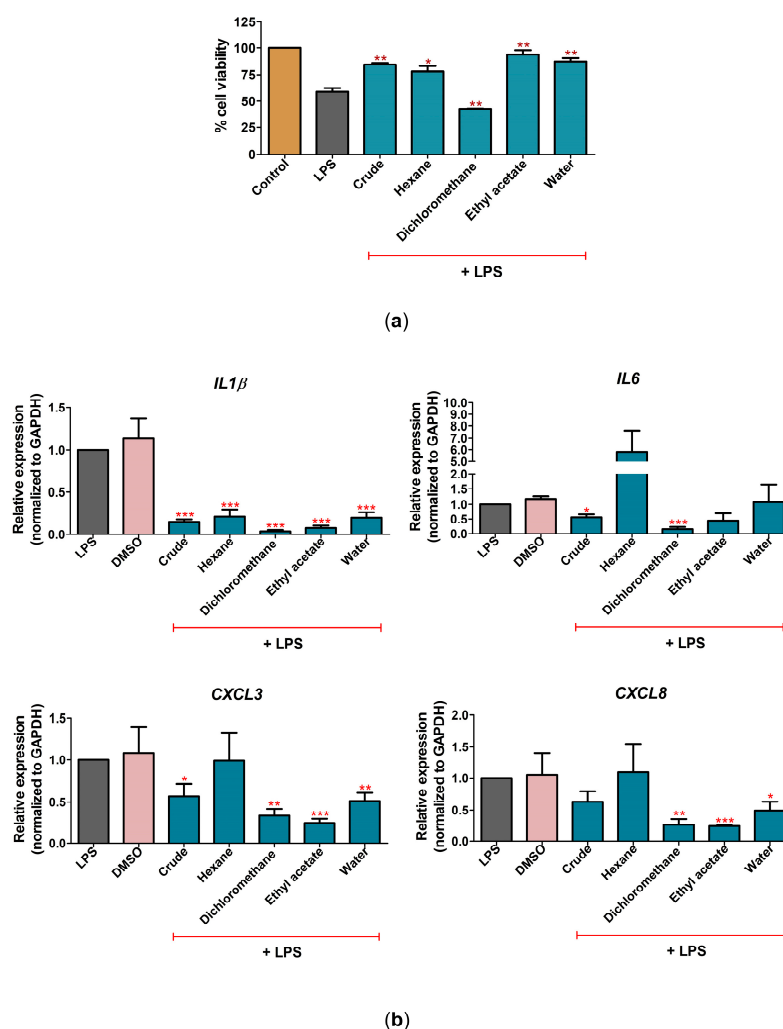 125
100
75
50
25
0
% cell viability
** * ** ** **
Control LPS Crude Hexane Dichloromethane Ethyl acetate Water
+ LPS
(a)
IL1β
Relative expression
(normalized to GAPDH)
1.5
1.0
0.5
0.0
*** *** *** *** ***
LPS DMSO Crude Hexane Dichloromethane Ethyl acetate Water
+ LPS
IL6
Relative expression
(normalized to GAPDH)
10.0
9.0
8.0
7.0
6.0
5.0
2.0
1.5
1.0
0.5
0.0
* ***
LPS DMSO Crude Hexane Dichloromethane Ethyl acetate Water
+ LPS
CXCL3
Relative expression
(normalized to GAPDH)
1.5
1.0
0.5
0.0
* ** *** **
LPS DMSO Crude Hexane Dichloromethane Ethyl acetate Water
+ LPS
CXCL8
Relative expression
(normalized to GAPDH)
2.0
1.5
1.0
0.5
0.0
** *** *
LPS DMSO Crude Hexane Dichloromethane Ethyl acetate Water
+ LPS
(b)